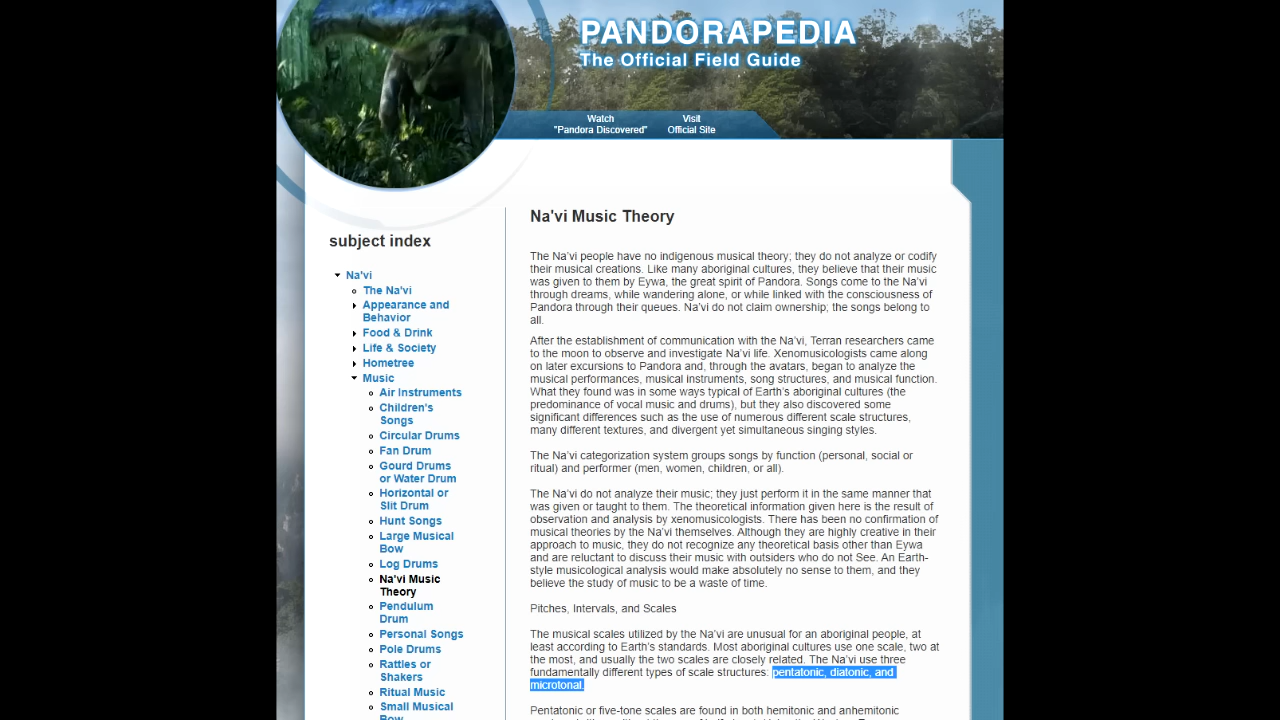 PANDORAPEDIA
The Official Field Guide
Watch
"Pandora Discovered"
Visit
Official Site
subject index
Na'vi
The Na'vi
Appearance and
Behavior
Food & Drink
Life & Society
Hometree
Music
Air Instruments
Children's
Songs
Circular Drums
Fan Drum
Gourd Drums
or Water Drum
Horizontal or
Slit Drum
Hunt Songs
Large Musical
Bow
Log Drums
Na'vi Music
Theory
Pendulum
Drum
Personal Songs
Pole Drums
Rattles or
Shakers
Ritual Music
Small Musical
Bow
Na'vi Music Theory
The Na'vi people have no indigenous musical theory; they do not analyze or codify
their musical creations. Like many aboriginal cultures, they believe that their music
was given to them by Eywa, the great spirit of Pandora. Songs come to the Na'vi
through dreams, while wandering alone, or while linked with the consciousness of
Pandora through their queues. Na'vi do not claim ownership; the songs belong to
all.
After the establishment of communication with the Na'vi, Terran researchers came
to the moon to observe and investigate Na'vi life. Xenomusicologists came along
on later excursions to Pandora and, through the avatars, began to analyze the
musical performances, musical instruments, song structures, and musical function.
What they found was in some ways typical of Earth's aboriginal cultures (the
predominance of vocal music and drums), but they also discovered some
significant differences such as the use of numerous different scale structures,
many different textures, and divergent yet simultaneous singing styles.
The Na'vi categorization system groups songs by function (personal, social or
ritual) and performer (men, women, children, or all).
The Na'vi do not analyze their music; they just perform it in the same manner that
was given or taught to them. The theoretical information given here is the result of
observation and analysis by xenomusicologists. There has been no confirmation of
musical theories by the Na'vi themselves. Although they are highly creative in their
approach to music, they do not recognize any theoretical basis other than Eywa
and are reluctant to discuss their music with outsiders who do not See. An Earth-
style musicological analysis would make absolutely no sense to them, and they
believe the study of music to be a waste of time.
Pitches, Intervals, and Scales
The musical scales utilized by the Na'vi are unusual for an aboriginal people, at
least according to Earth's standards. Most aboriginal cultures use one scale, two at
the most, and usually the two scales are closely related. The Na'vi use three
fundamentally different types of scale structures: pentatonic, diatonic, and
microtonal.
Pentatonic or five-tone scales are found in both hemitonic and anhemitonic